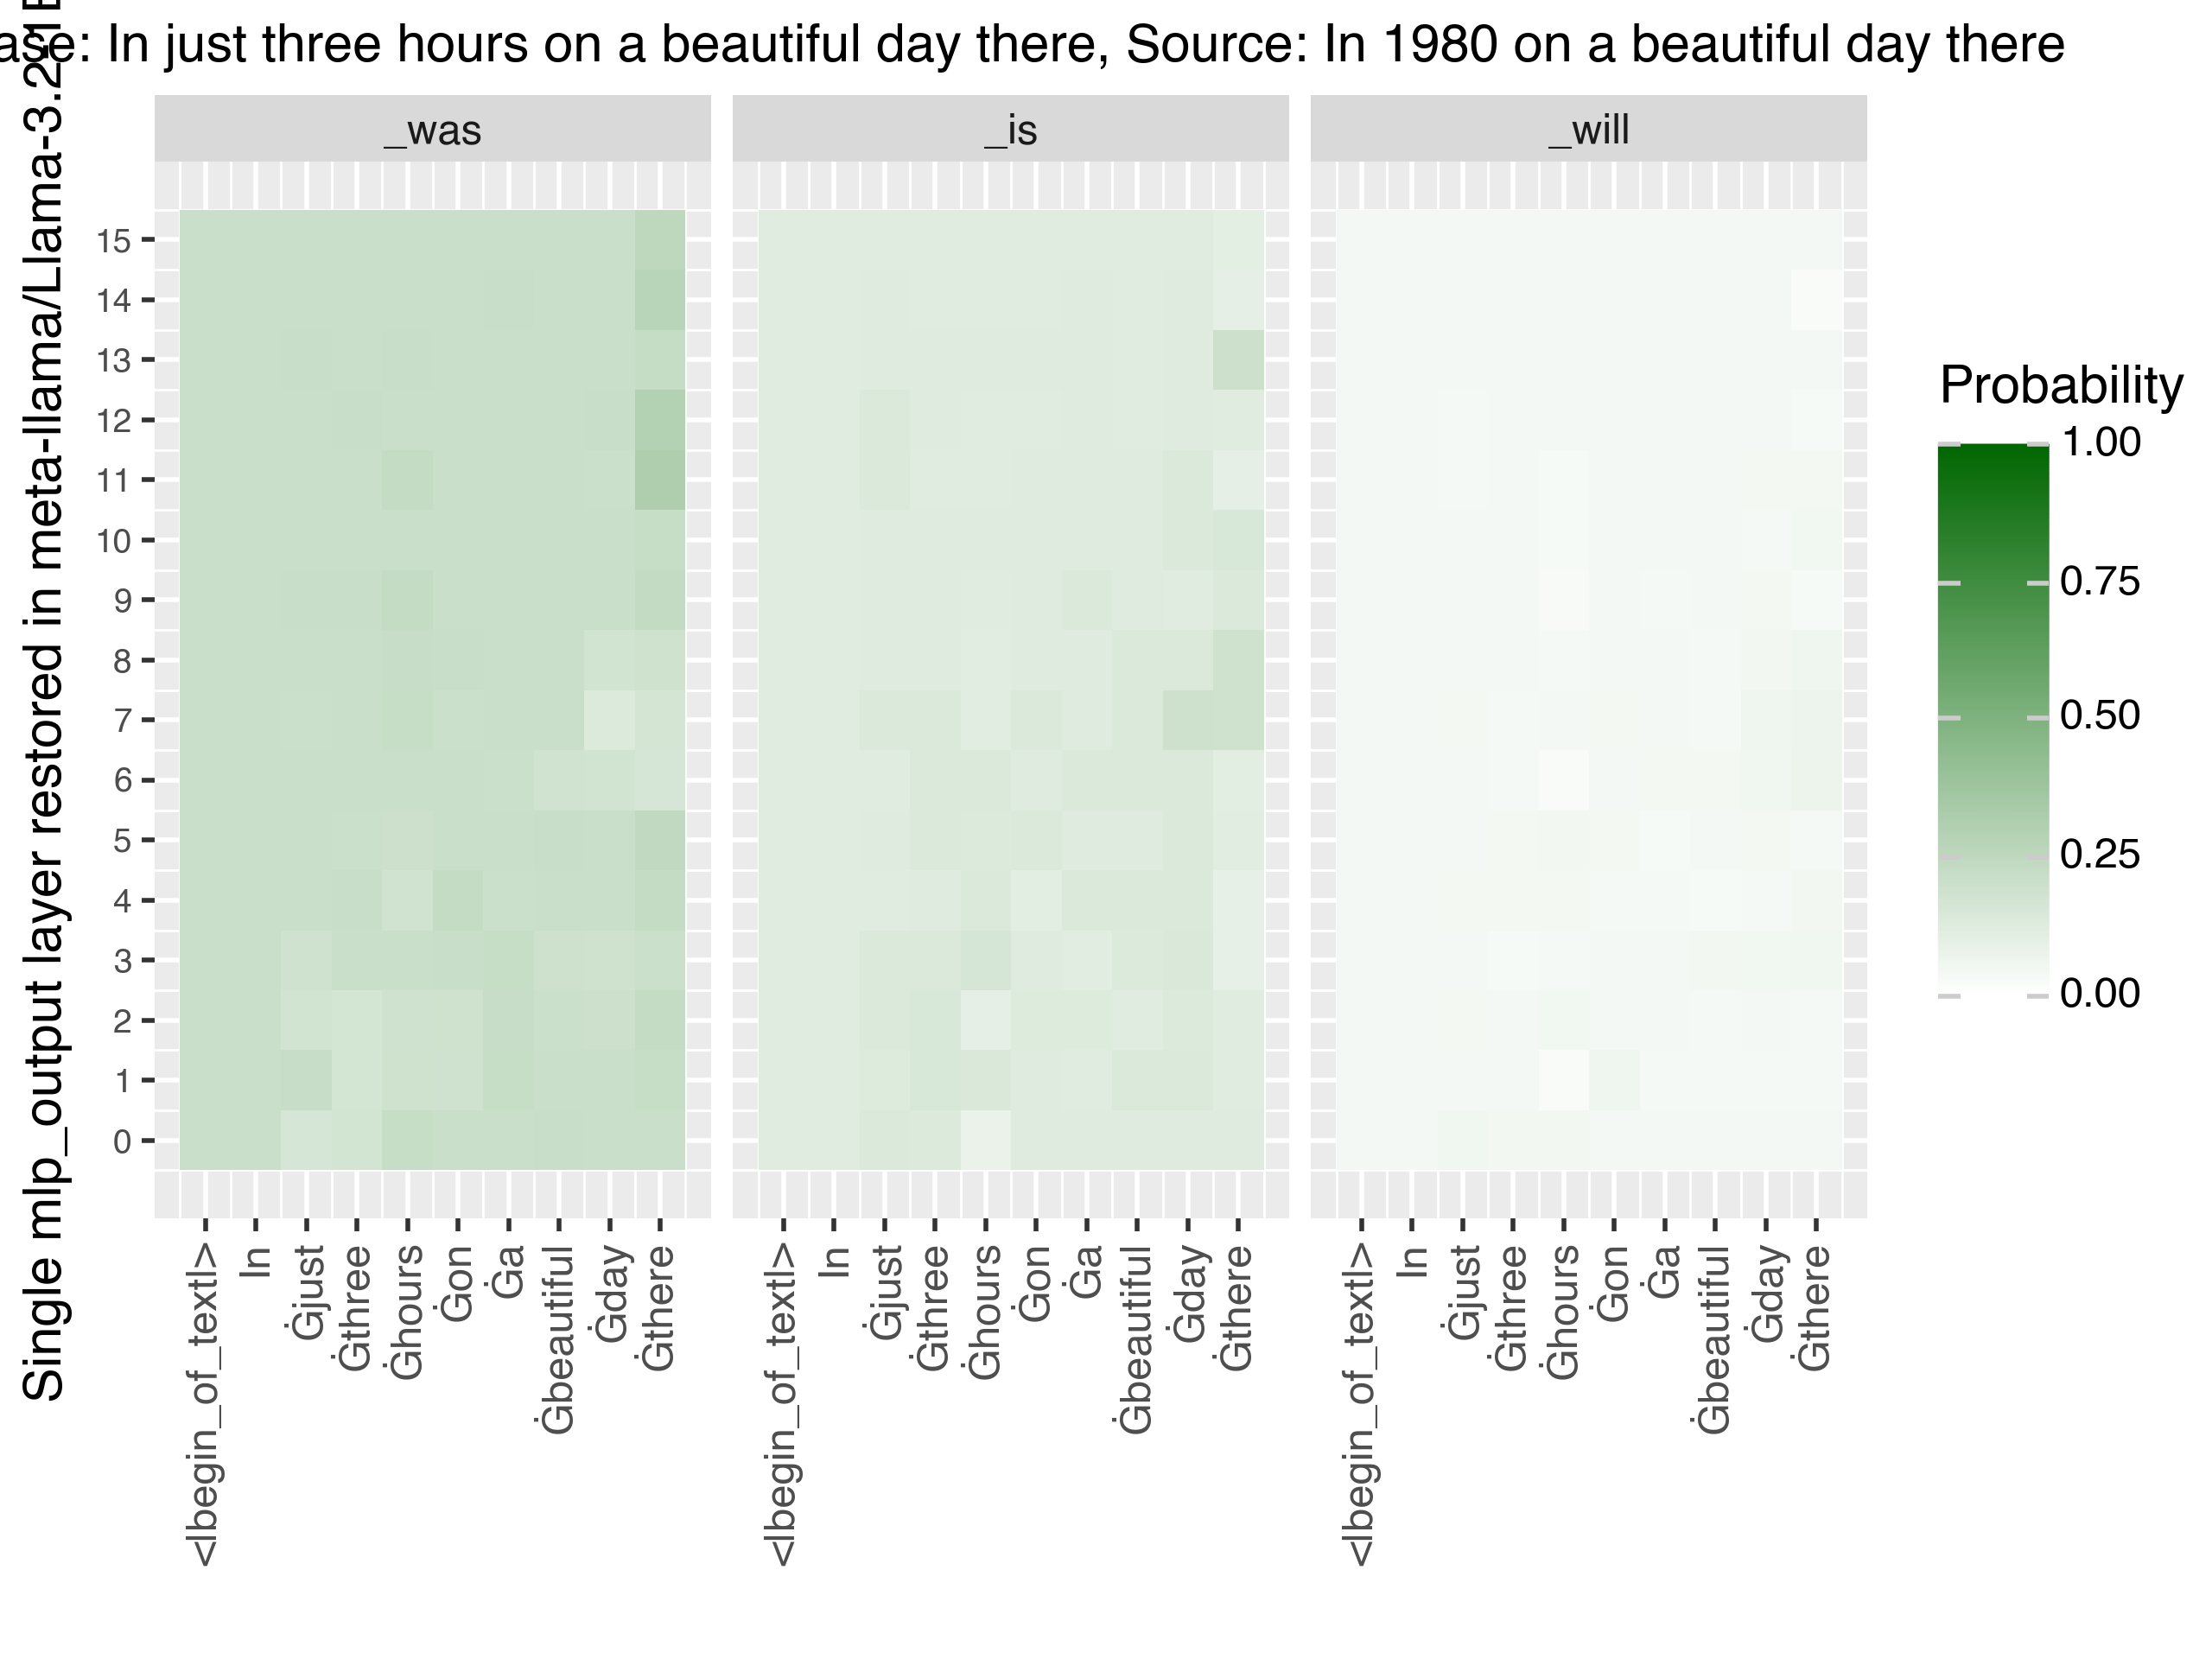 ase: In just three hours on a beautiful day there, Source: In 1980 on a beautiful day there
Single mlp_output layer restored in meta-llama/Llama-3.2-1B
_was
_is
_will
15
14
13
12
11
10
9
8
7
6
5
4
3
2
1
0
<|begin_of_text|>
In
Ġjust
Ġthree
Ġhours
Ġon
Ġa
Ġbeautiful
Ġday
Ġthere
<|begin_of_text|>
In
Ġjust
Ġthree
Ġhours
Ġon
Ġa
Ġbeautiful
Ġday
Ġthere
<|begin_of_text|>
In
Ġjust
Ġthree
Ġhours
Ġon
Ġa
Ġbeautiful
Ġday
Ġthere
Probability
1.00
0.75
0.50
0.25
0.00